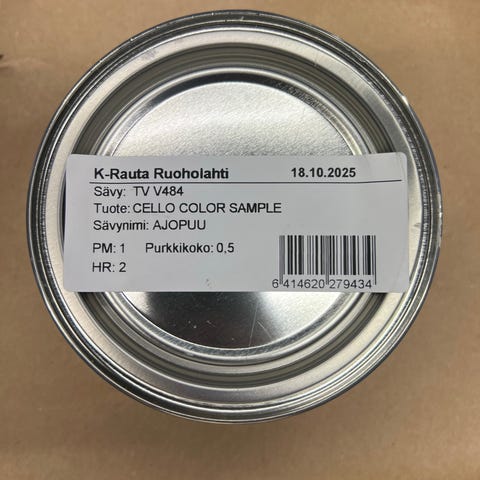 K-Rauta Ruoholahti 18.10.2025
Sävy: TV V484
Tuote: CELLO COLOR SAMPLE
Sävynimi: AJOPUU
PM: 1 Purkkikoko: 0,5
HR: 2
6 414620 279434